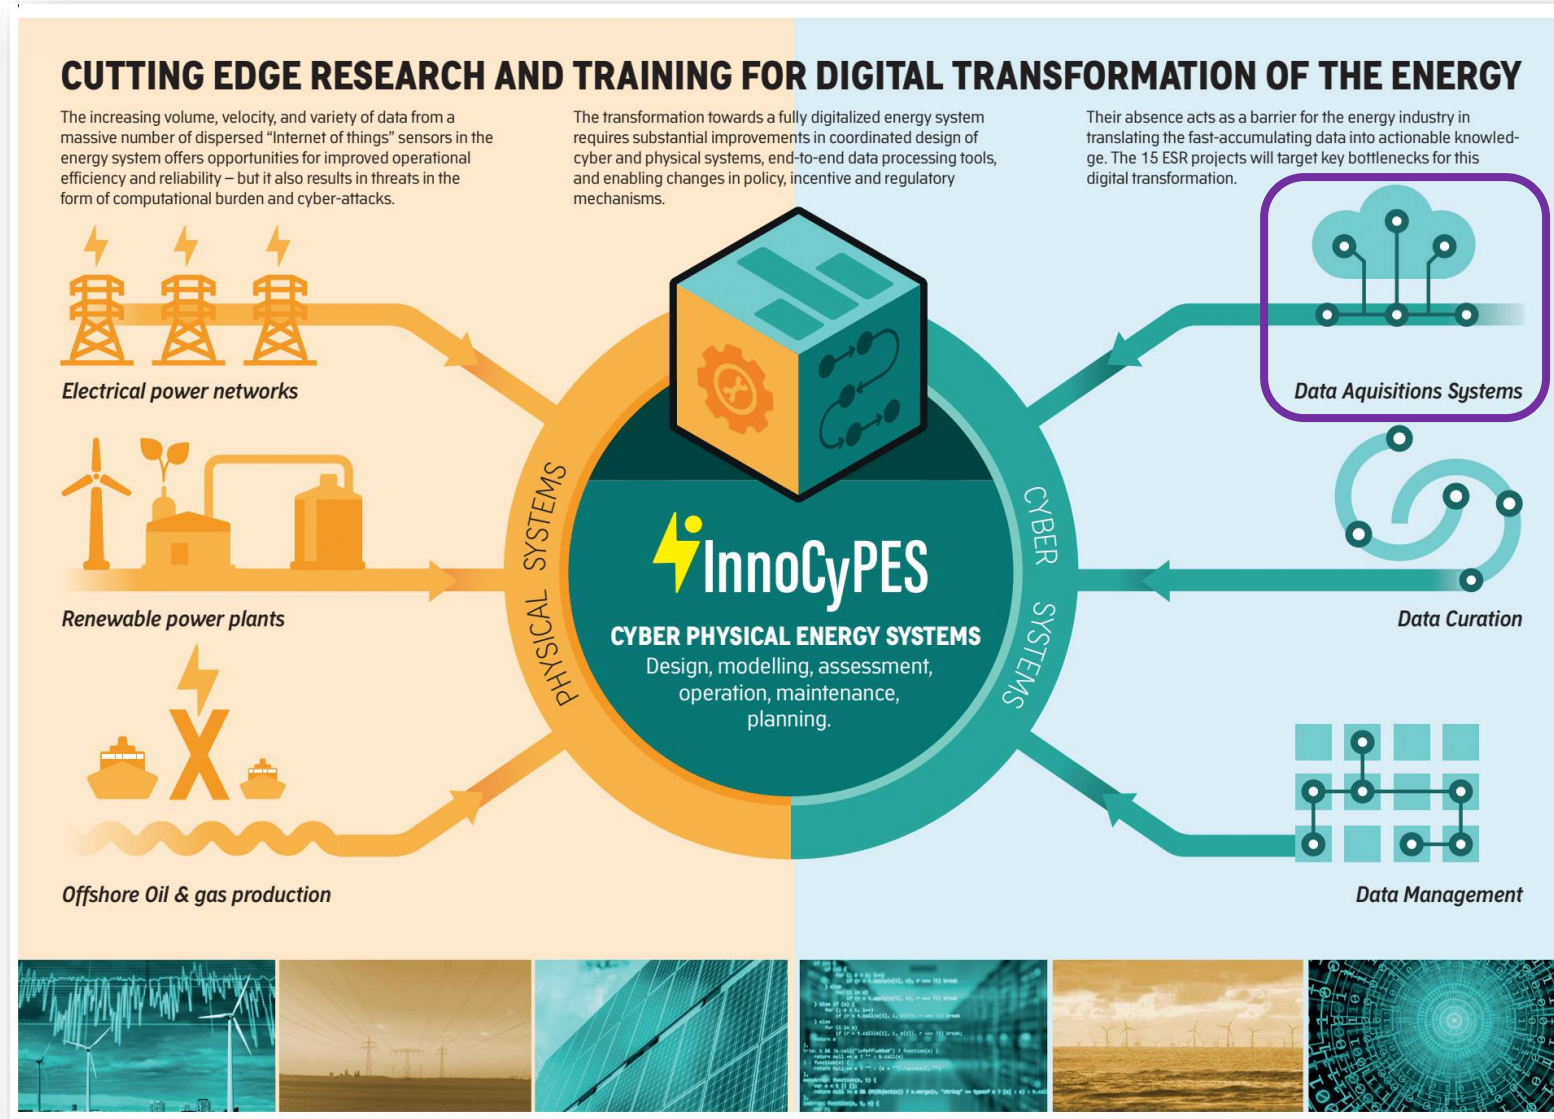 CUTTING EDGE RESEARCH AND TRAINING FOR DIGITAL TRANSFORMATION OF THE ENERGY
The increasing volume, velocity, and variety of data from a
massive number of dispersed “Internet of things” sensors in the
energy system offers opportunities for improved operational
efficiency and reliability – but it also results in threats in the
form of computational burden and cyber-attacks.
The transformation towards a fully digitalized energy system
requires substantial improvements in coordinated design of
cyber and physical systems, end-to-end data processing tools,
and enabling changes in policy, incentive and regulatory
mechanisms.
Their absence acts as a barrier for the energy industry in
translating the fast-accumulating data into actionable knowled-
ge. The 15 ESR projects will target key bottlenecks for this
digital transformation.
Electrical power networks
Renewable power plants
Offshore Oil & gas production
PHYSICAL SYSTEMS
InnoCyPES
CYBER PHYSICAL ENERGY SYSTEMS
Design, modelling, assessment,
operation, maintenance,
planning.
CYBER SYSTEMS
Data Aquisitions Systems
Data Curation
Data Management